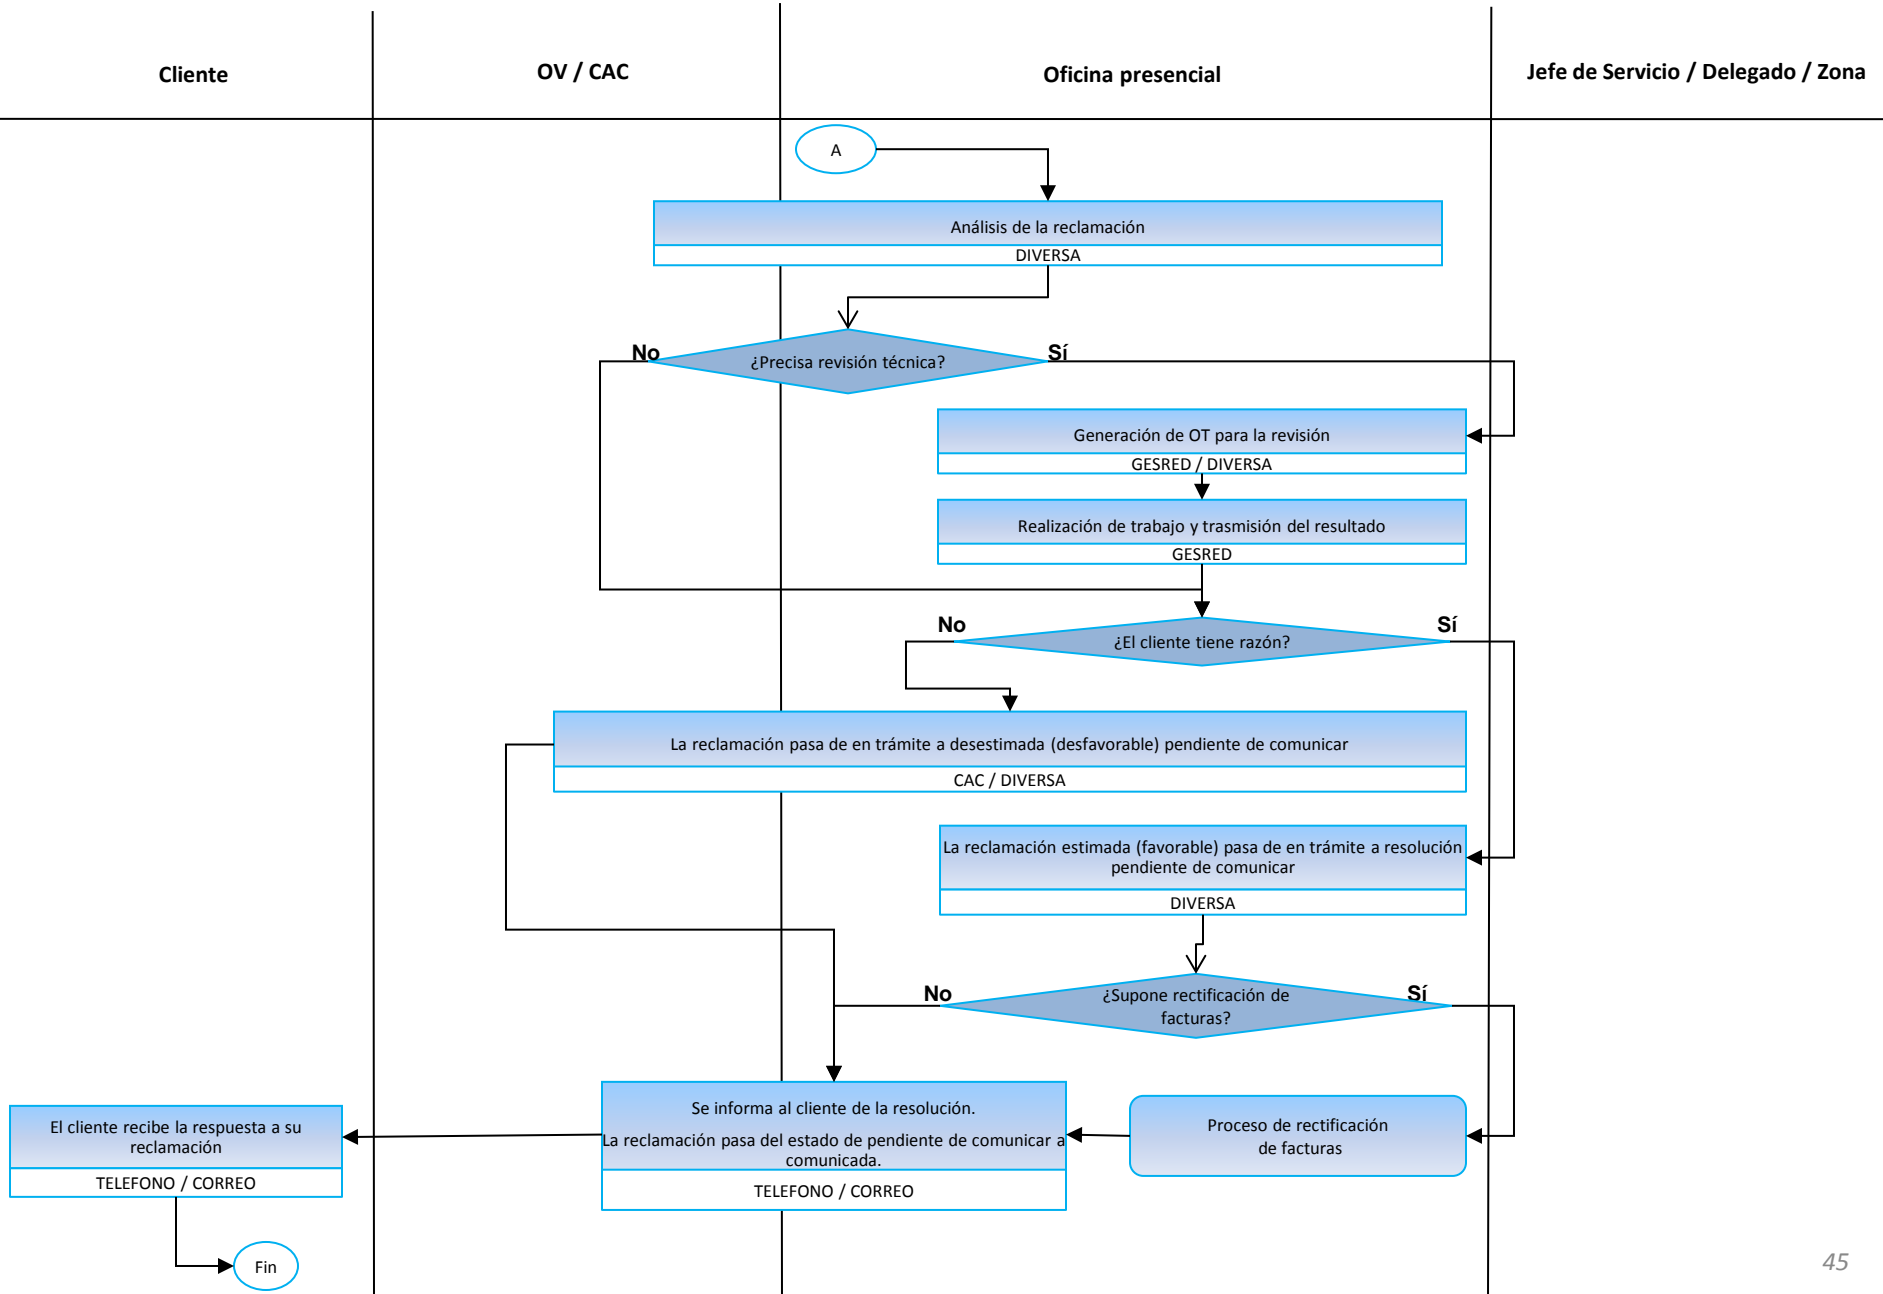 Cliente
OV / CAC
Oficina presencial
Jefe de Servicio / Delegado / Zona
A
Análisis de la reclamación
DIVERSA
No
¿Precisa revisión técnica?
Sí
Generación de OT para la revisión
GESRED / DIVERSA
Realización de trabajo y trasmisión del resultado
GESRED
No
¿El cliente tiene razón?
Sí
La reclamación pasa de en trámite a desestimada (desfavorable) pendiente de comunicar
CAC / DIVERSA
La reclamación estimada (favorable) pasa de en trámite a resolución
pendiente de comunicar
DIVERSA
No
¿Supone rectificación de
facturas?
Sí
Se informa al cliente de la resolución.
La reclamación pasa del estado de pendiente de comunicar a
comunicada.
TELEFONO / CORREO
Proceso de rectificación
de facturas
El cliente recibe la respuesta a su
reclamación
TELEFONO / CORREO
Fin
45